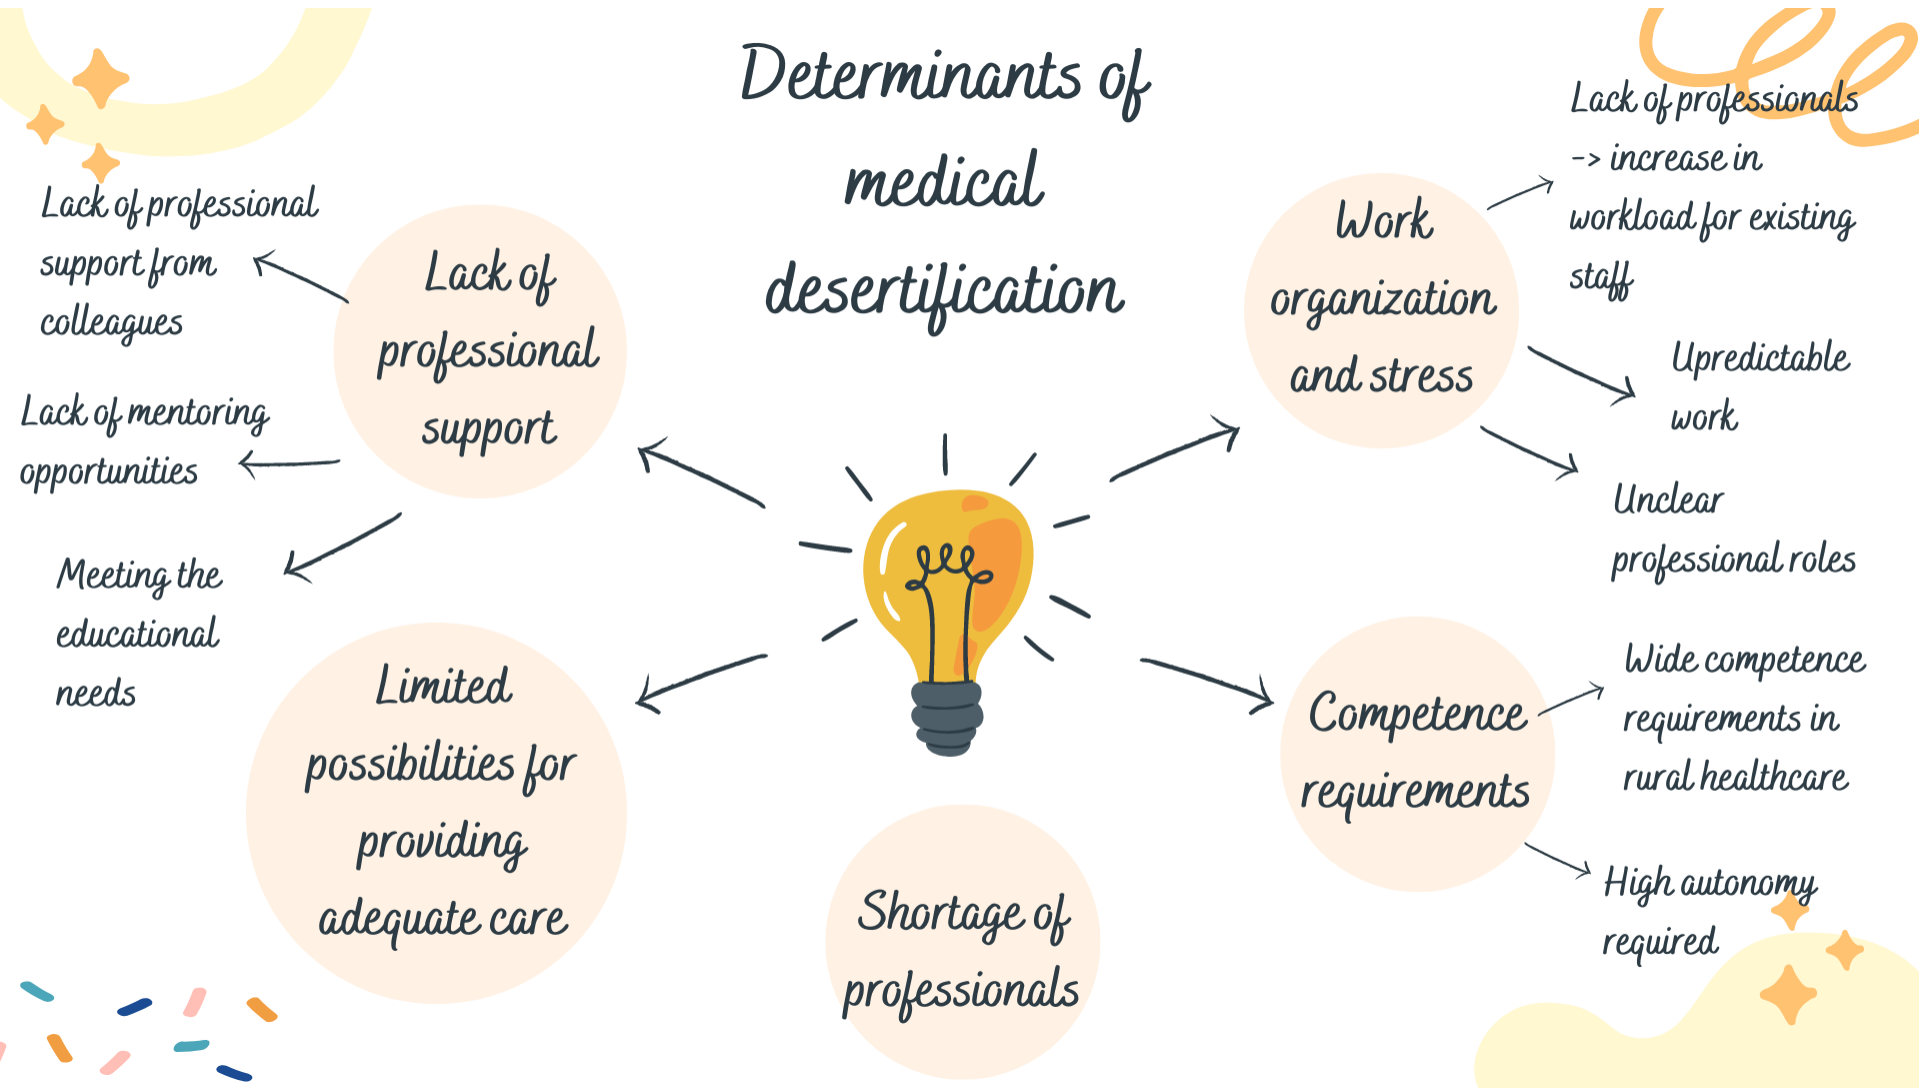 Determinants of
medical
desertification
Lack of
professional
support
Lack of professional
support from
colleagues
Lack of mentoring
opportunities
Meeting the
educational
needs
Limited
possibilities for
providing
adequate care
Shortage of
professionals
Work
organization
and stress
Lack of professionals
-> increase in
workload for existing
staff
Upredictable
work
Unclear
professional roles
Competence
requirements
Wide competence
requirements in
rural healthcare
High autonomy
required